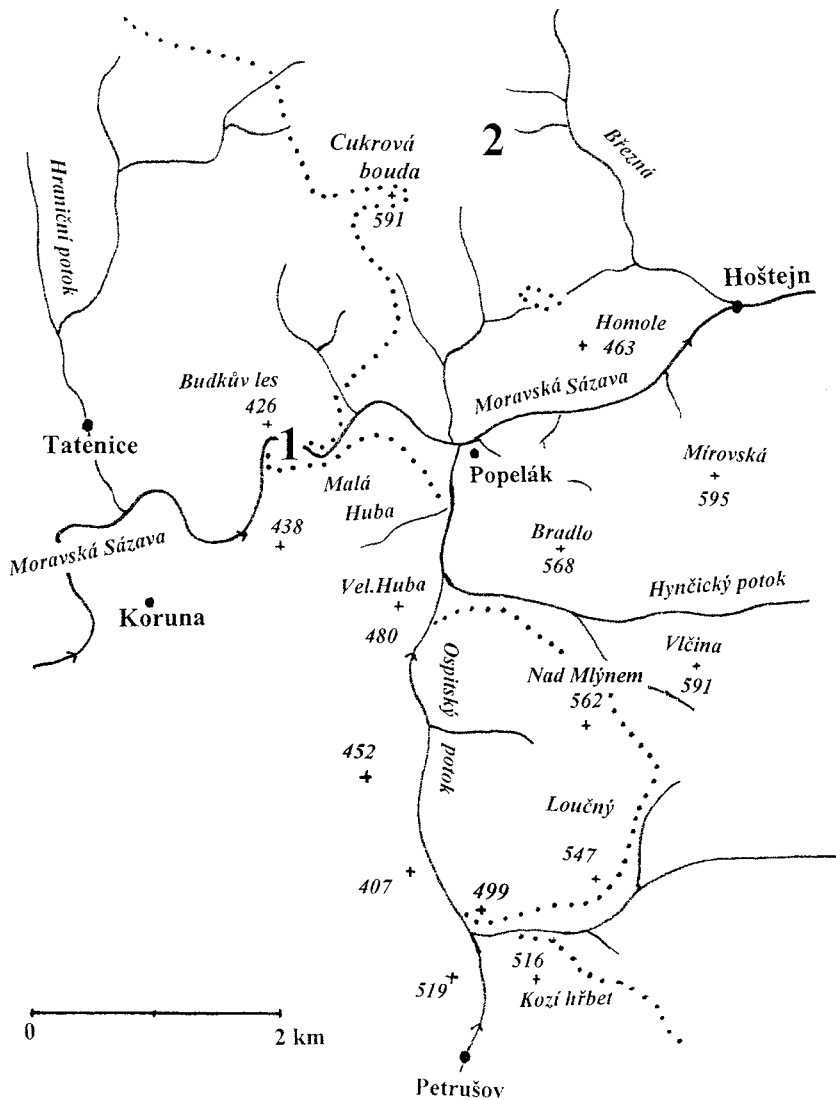 2
Cukrová
bouda
591
Březná
Hraniční potok
Hoštejn
Homole
463
Moravská Sázava
Budkův les
426
1
Tatenice
Popelák
Mírovská
595
Malá
Huba
438
Bradlo
568
Moravská Sázava
Koruna
Vel.Huba
480
Hynčický potok
Vlčina
591
Nad Mlýnem
562
Ospitský
potok
452
Loučný
547
407
499
516
519
Kozí hřbet
0
2 km
Petrušov